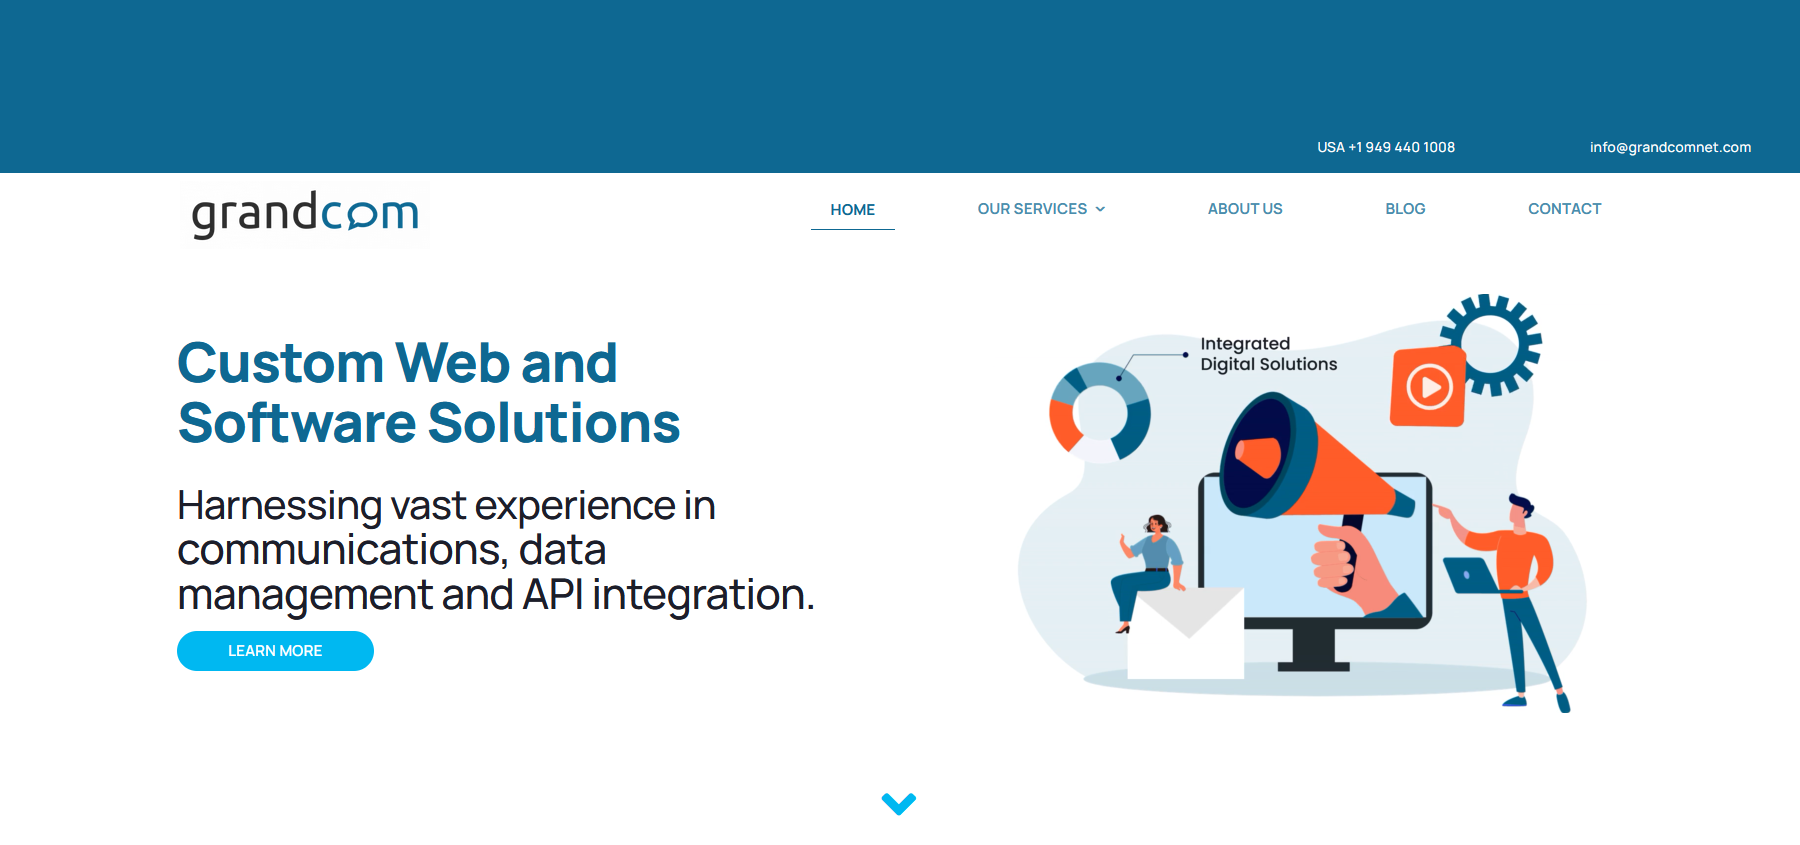 USA +1 949 440 1008 info@grandcomnet.com
grandcom
HOME OUR SERVICES ABOUT US BLOG CONTACT
Custom Web and
Software Solutions
Harnessing vast experience in
communications, data
management and API integration.
LEARN MORE
Integrated
Digital Solutions